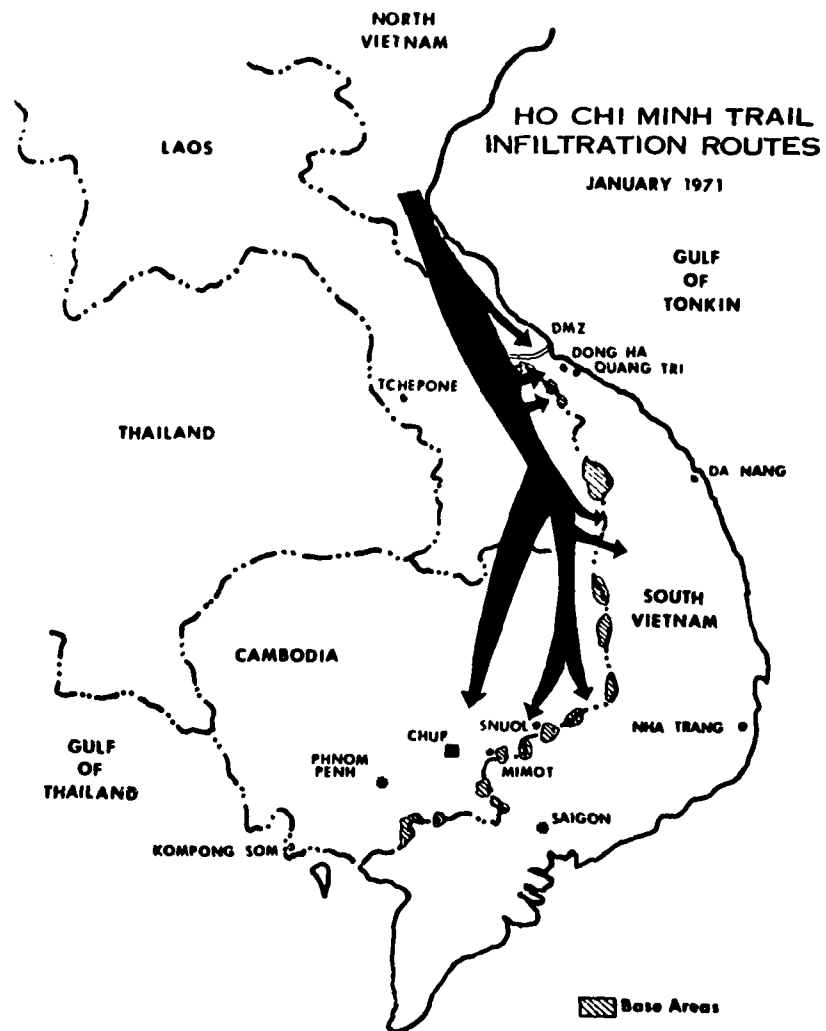 NORTH
VIETNAM
HO CHI MINH TRAIL
INFILTRATION ROUTES
JANUARY 1971
LAOS
GULF
OF
TONKIN
DMZ
DONG HA
QUANG TRI
TCHEPONE
THAILAND
DA NANG
SOUTH
VIETNAM
CAMBODIA
SNUOL
NHA TRANG
CHUP
GULF
OF
THAILAND
PHNOM
PENH
MIMOT
SAIGON
KOMPONG SOM
Base Areas